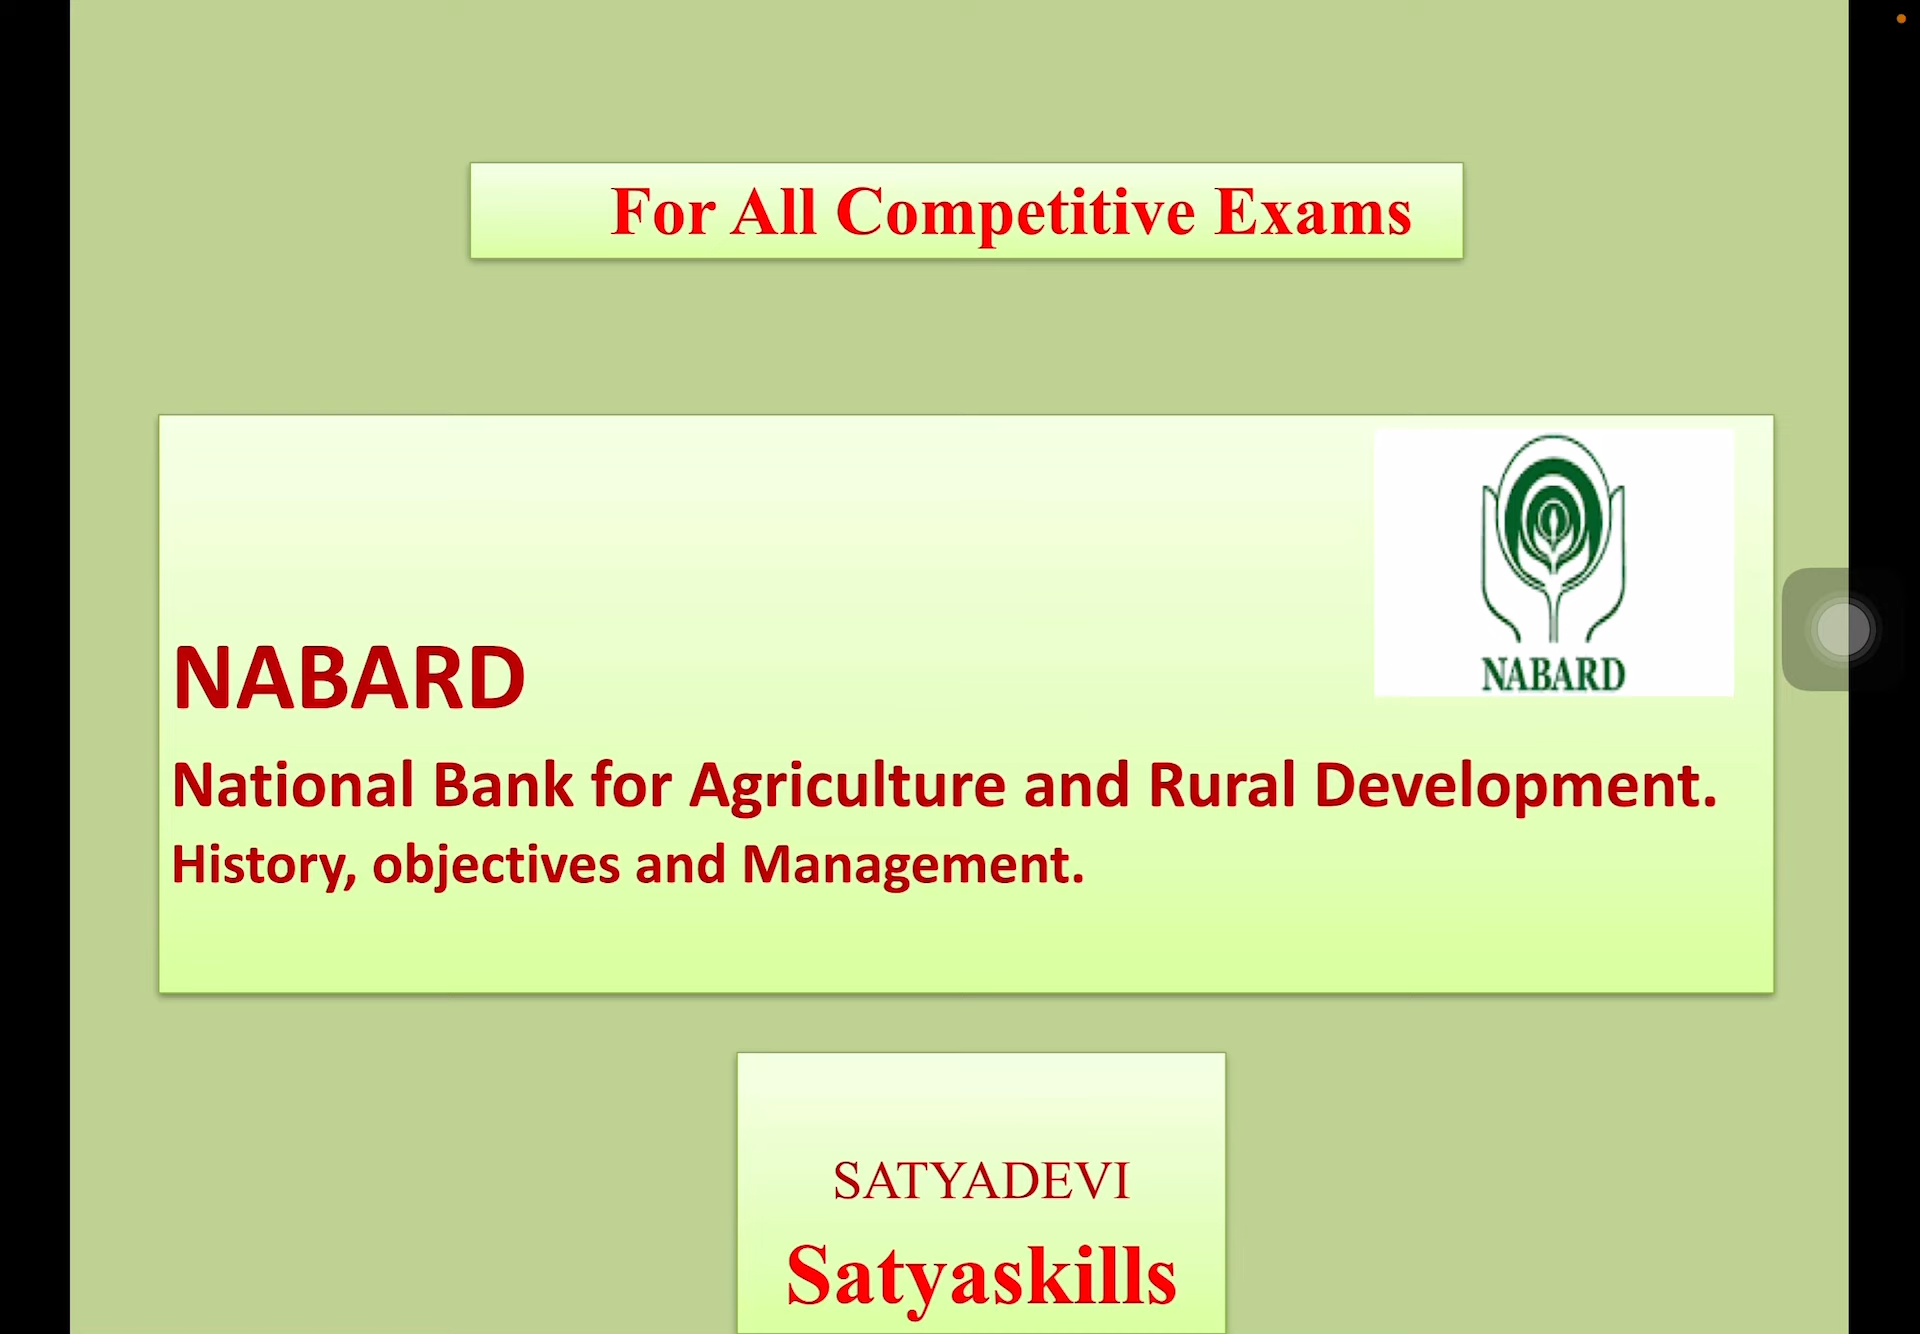 For All Competitive Exams
NABARD
NABARD
National Bank for Agriculture and Rural Development.
History, objectives and Management.
SATYADEVI
Satyaskills